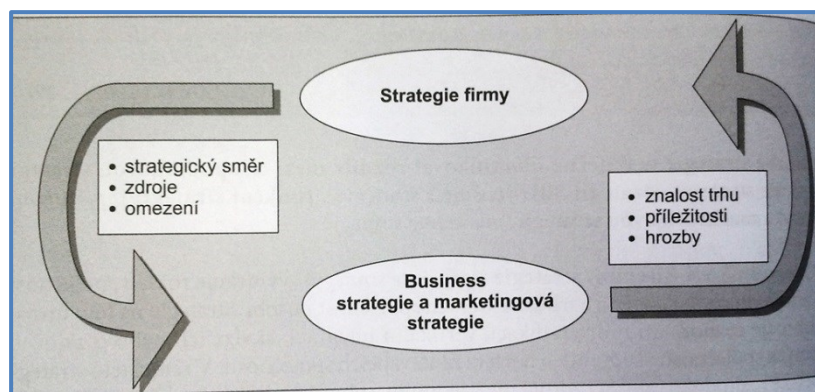 Strategie firmy
• strategický směr
• zdroje
• omezení
• znalost trhu
• příležitosti
• hrozby
Business
strategie a marketingová
strategie